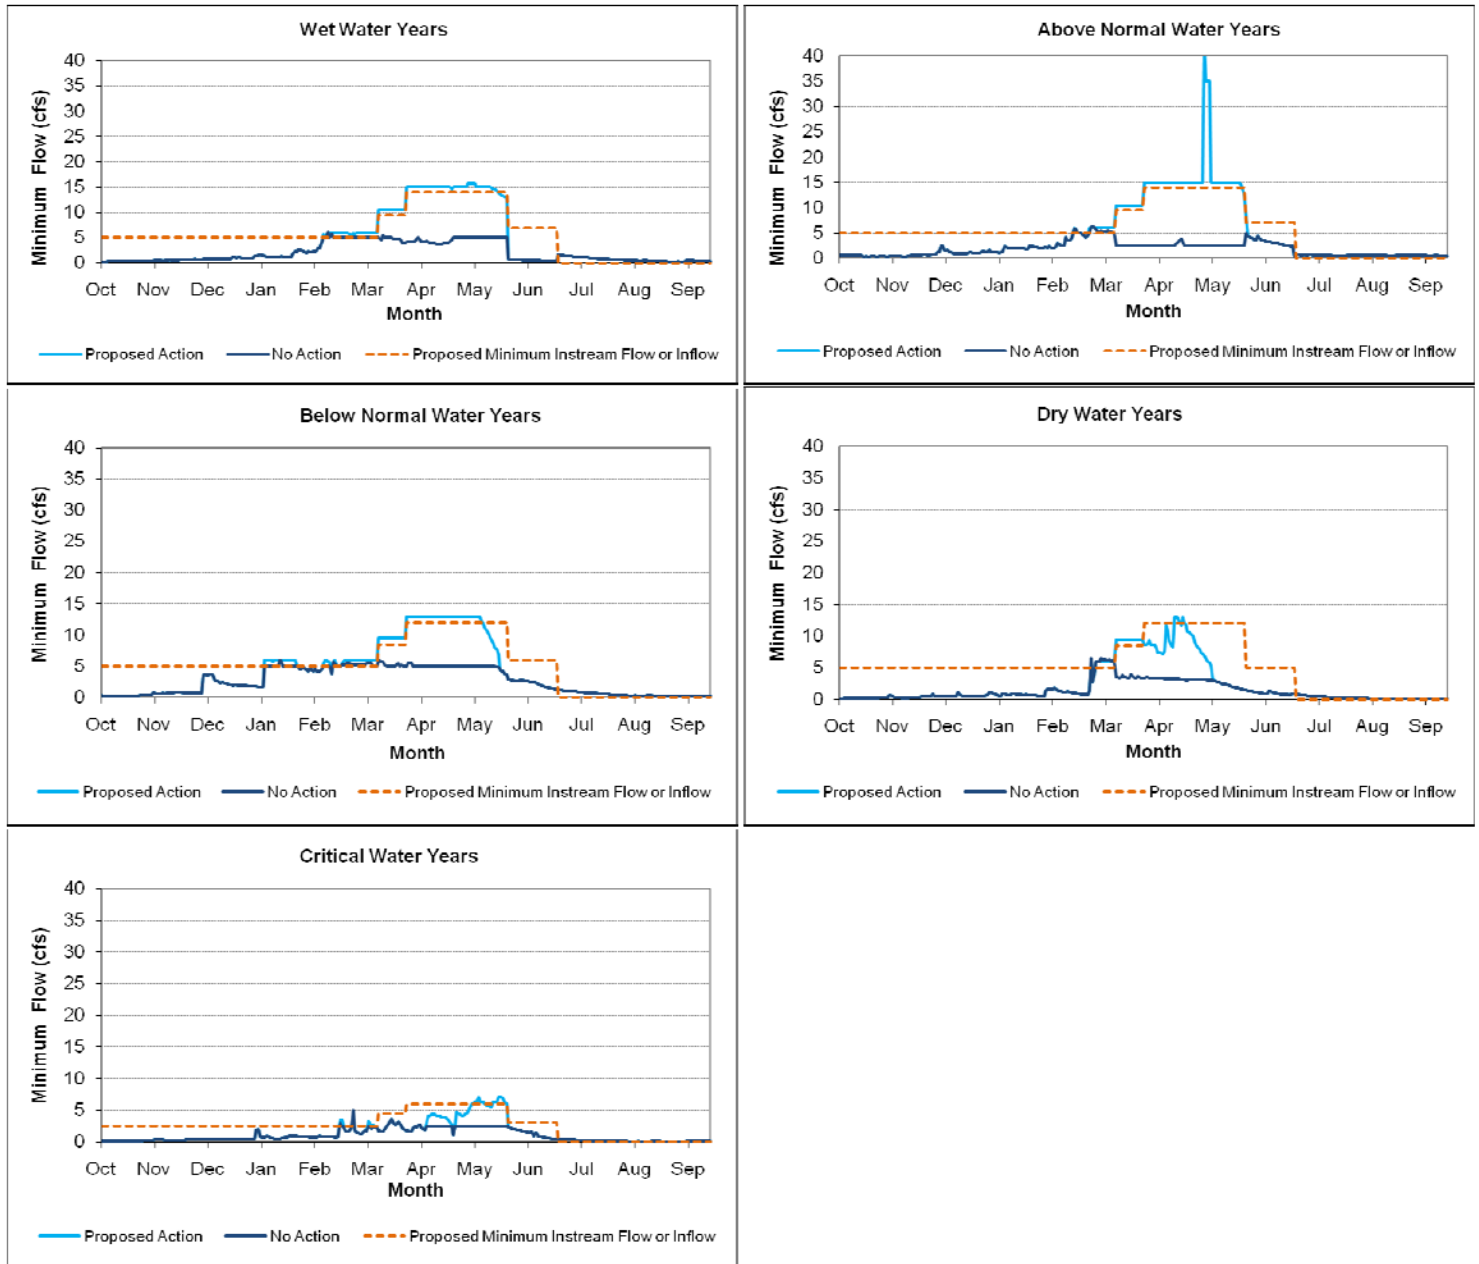 Wet Water Years
Minimum Flow (cfs)
40
35
30
25
20
15
10
5
0
Oct Nov Dec Jan Feb Mar Apr May Jun Jul Aug Sep
Month
Proposed Action No Action Proposed Minimum Instream Flow or Inflow
Above Normal Water Years
Minimum Flow (cfs)
40
35
30
25
20
15
10
5
0
Oct Nov Dec Jan Feb Mar Apr May Jun Jul Aug Sep
Month
Proposed Action No Action Proposed Minimum Instream Flow or Inflow
Below Normal Water Years
Minimum Flow (cfs)
40
35
30
25
20
15
10
5
0
Oct Nov Dec Jan Feb Mar Apr May Jun Jul Aug Sep
Month
Proposed Action No Action Proposed Minimum Instream Flow or Inflow
Dry Water Years
Minimum Flow (cfs)
40
35
30
25
20
15
10
5
0
Oct Nov Dec Jan Feb Mar Apr May Jun Jul Aug Sep
Month
Proposed Action No Action Proposed Minimum Instream Flow or Inflow
Critical Water Years
Minimum Flow (cfs)
40
35
30
25
20
15
10
5
0
Oct Nov Dec Jan Feb Mar Apr May Jun Jul Aug Sep
Month
Proposed Action No Action Proposed Minimum Instream Flow or Inflow